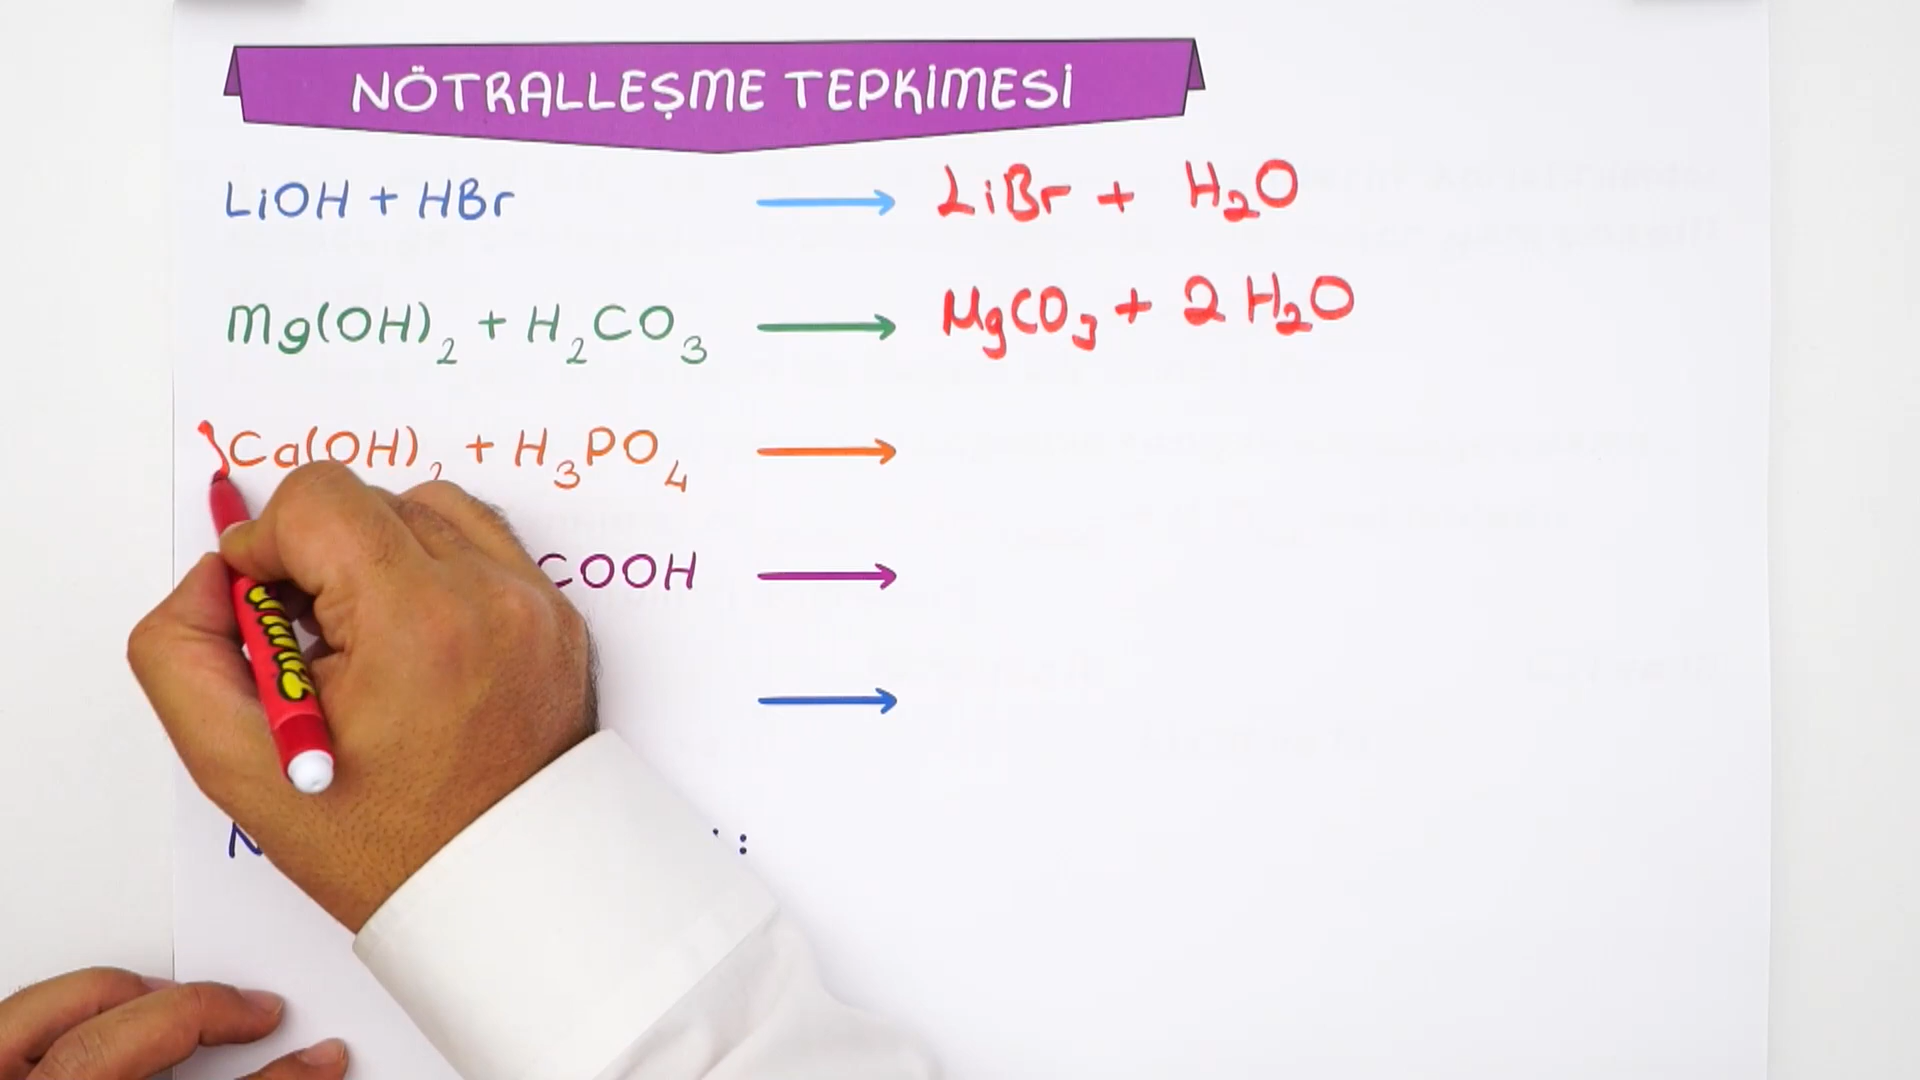 NÖTRALLEŞME TEPKİMESİ
LiOH + HBr → LiBr + H₂O
Mg(OH)₂ + H₂CO₃ → MgCO₃ + 2 H₂O
Ca(OH)₂ + H₃PO₄ →
COOH →
→
: